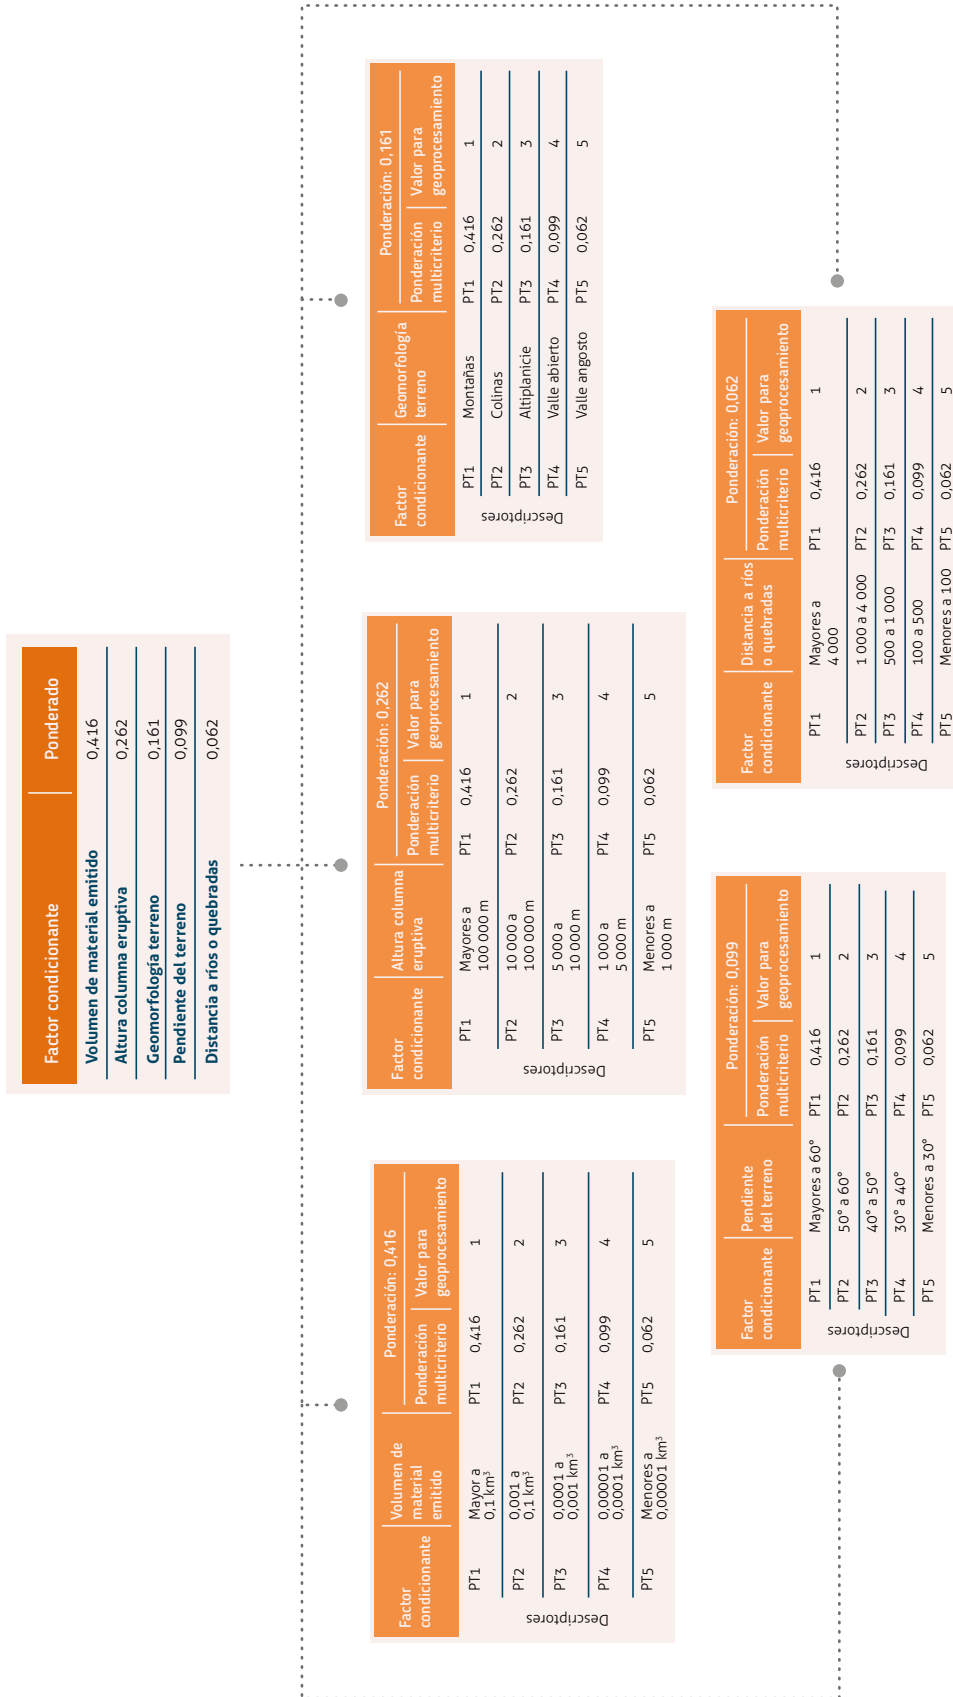 Factor condicionante Ponderado
Volumen de material emitido 0,416
Altura columna eruptiva 0,262
Geomorfología terreno 0,161
Pendiente del terreno 0,099
Distancia a ríos o quebradas 0,062
Factor condicionante
Volumen de material emitido
Ponderación: 0,416
Ponderación multicriterio
Valor para geoprocesamiento
Descriptores
PT1 Mayor a 0,1 km³ PT1 0,416 1
PT2 0,001 a 0,1 km³ PT2 0,262 2
PT3 0,0001 a 0,001 km³ PT3 0,161 3
PT4 0,00001 a 0,0001 km³ PT4 0,099 4
PT5 Menores a 0,00001 km³ PT5 0,062 5
Factor condicionante
Altura columna eruptiva
Ponderación: 0,262
Ponderación multicriterio
Valor para geoprocesamiento
Descriptores
PT1 Mayores a 100 000 m PT1 0,416 1
PT2 10 000 a 100 000 m PT2 0,262 2
PT3 5 000 a 10 000 m PT3 0,161 3
PT4 1 000 a 5 000 m PT4 0,099 4
PT5 Menores a 1 000 m PT5 0,062 5
Factor condicionante
Geomorfología terreno
Ponderación: 0,161
Ponderación multicriterio
Valor para geoprocesamiento
Descriptores
PT1 Montañas PT1 0,416 1
PT2 Colinas PT2 0,262 2
PT3 Altiplanicie PT3 0,161 3
PT4 Valle abierto PT4 0,099 4
PT5 Valle angosto PT5 0,062 5
Factor condicionante
Pendiente del terreno
Ponderación: 0,099
Ponderación multicriterio
Valor para geoprocesamiento
Descriptores
PT1 Mayores a 60° PT1 0,416 1
PT2 50° a 60° PT2 0,262 2
PT3 40° a 50° PT3 0,161 3
PT4 30° a 40° PT4 0,099 4
PT5 Menores a 30° PT5 0,062 5
Factor condicionante
Distancia a ríos o quebradas
Ponderación: 0,062
Ponderación multicriterio
Valor para geoprocesamiento
Descriptores
PT1 Mayores a 4 000 PT1 0,416 1
PT2 1 000 a 4 000 PT2 0,262 2
PT3 500 a 1 000 PT3 0,161 3
PT4 100 a 500 PT4 0,099 4
PT5 Menores a 100 PT5 0,062 5